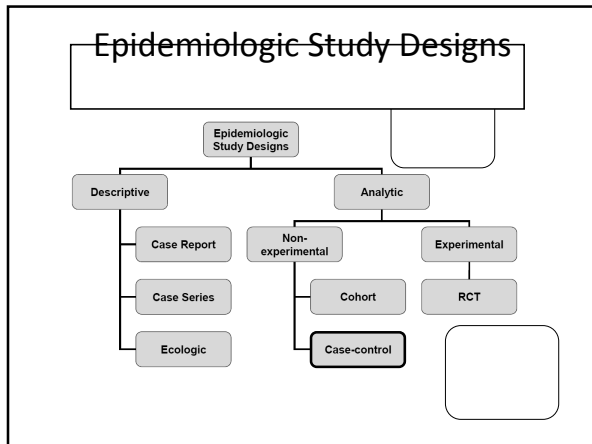 Epidemiologic Study Designs
Epidemiologic
Study Designs
Descriptive
Analytic
Case Report
Non-
experimental
Experimental
Case Series
Cohort
RCT
Ecologic
Case-control